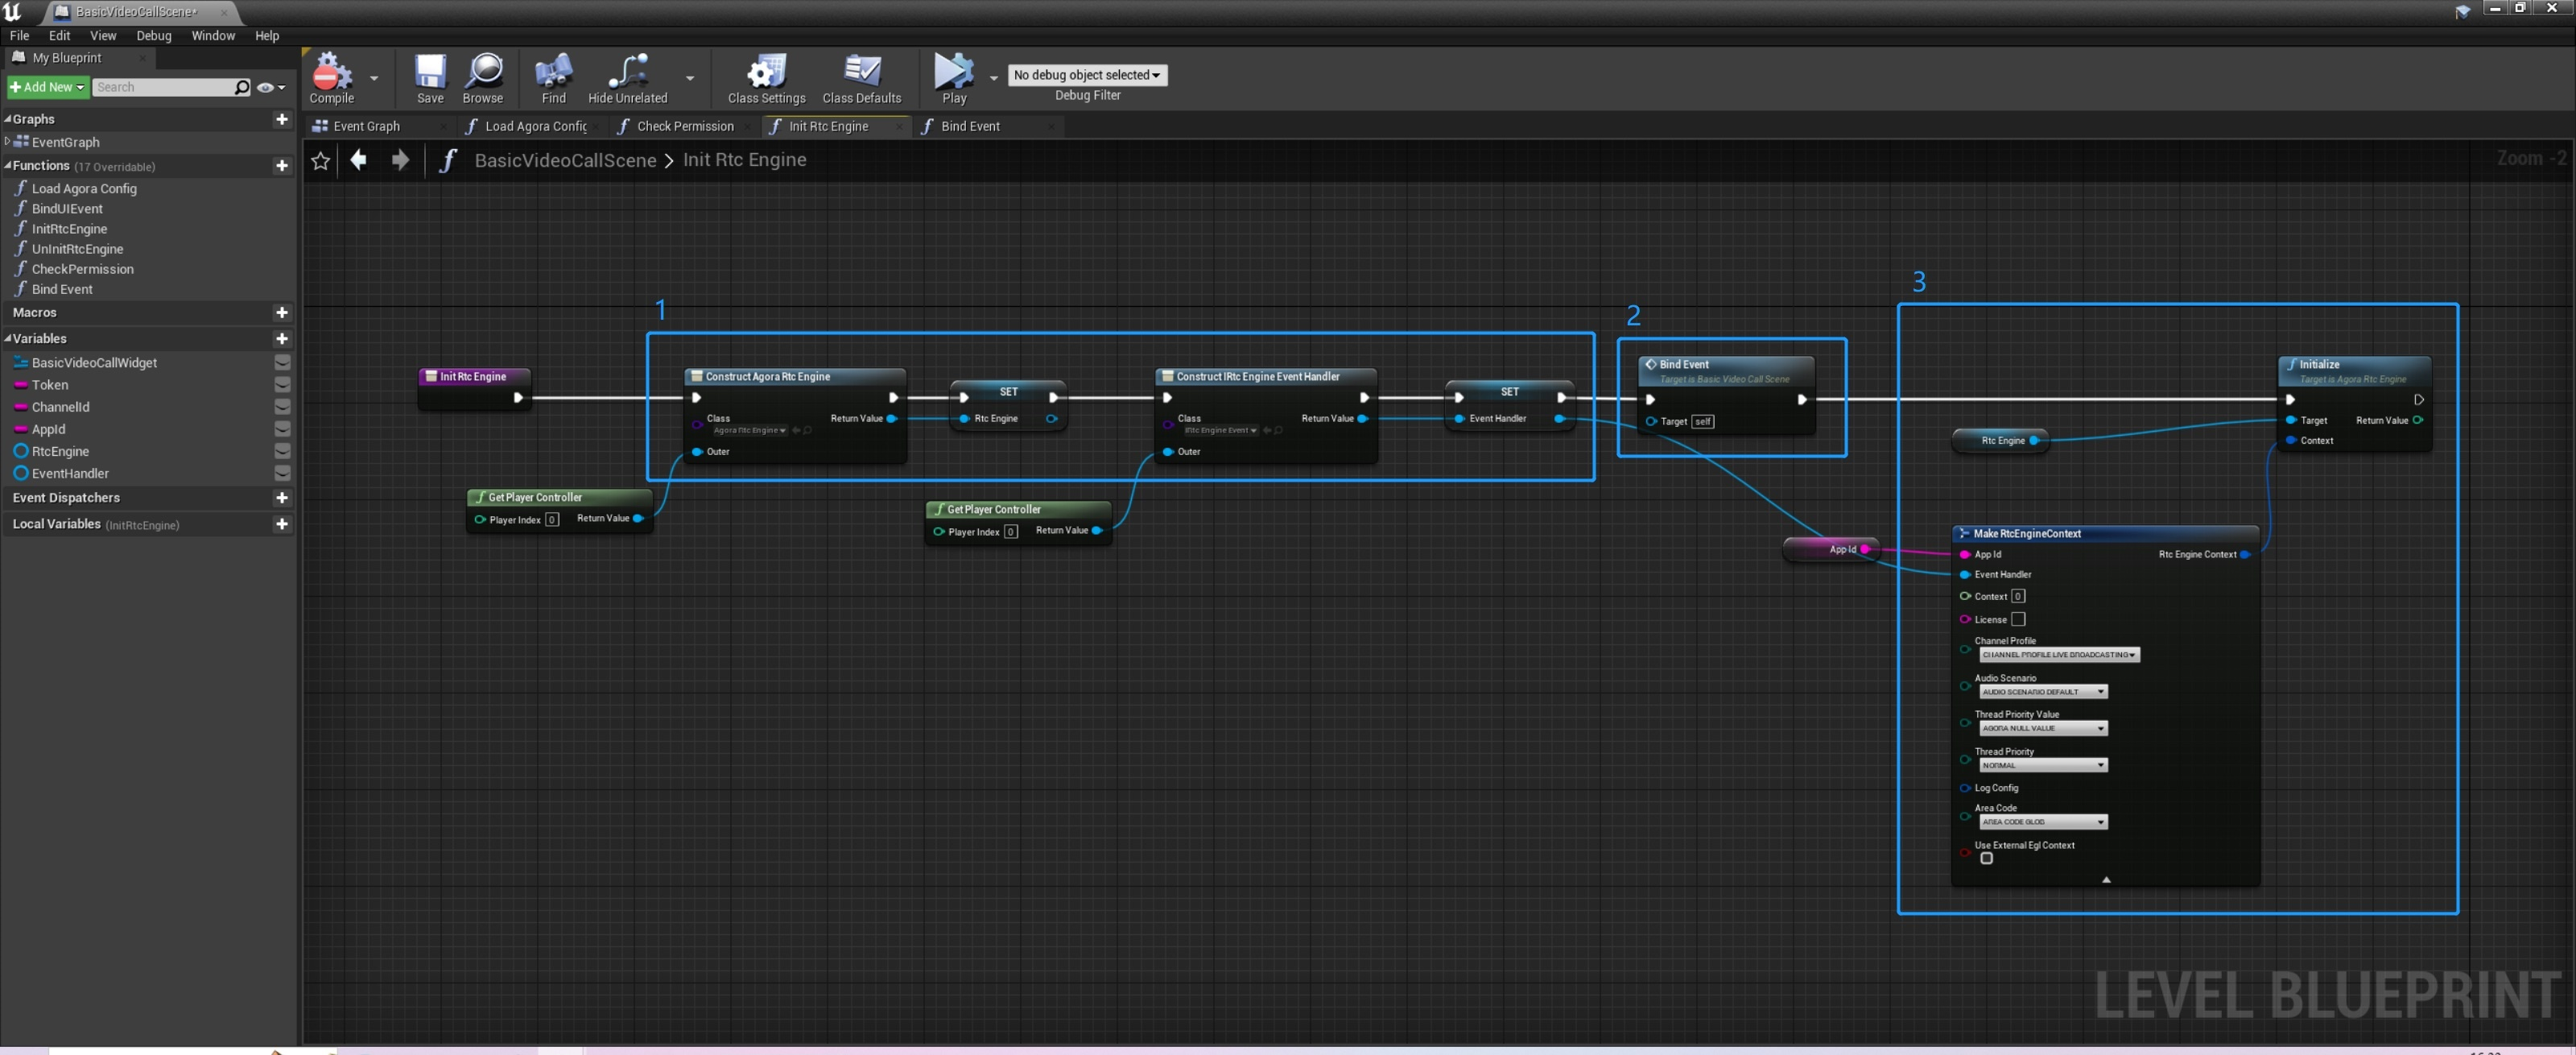 BasicVideoCallScene*
File Edit View Debug Window Help
My Blueprint
Add New Search
Graphs
EventGraph
Functions (17 Overridable)
Load Agora Config
BindUIEvent
InitRtcEngine
UnInitRtcEngine
CheckPermission
Bind Event
Macros
Variables
BasicVideoCallWidget
Token
ChannelId
AppId
RtcEngine
EventHandler
Event Dispatchers
Local Variables (InitRtcEngine)
Compile Save Browse Find Hide Unrelated Class Settings Class Defaults Play
No debug object selected
Debug Filter
Event Graph Load Agora Config Check Permission Init Rtc Engine Bind Event
BasicVideoCallScene > Init Rtc Engine
Zoom -2
1
2
3
Init Rtc Engine
Construct Agora Rtc Engine
Class Return Value
Agora Rtc Engine
Outer
Get Player Controller
Player Index 0 Return Value
SET
Rtc Engine
Construct IRtc Engine Event Handler
Class Return Value
IRtc Engine Event
Outer
Get Player Controller
Player Index 0 Return Value
SET
Event Handler
Bind Event
Target is Basic Video Call Scene
Target self
App Id
Rtc Engine
Initialize
Target is Agora Rtc Engine
Target Return Value
Context
Make RtcEngineContext
App Id Rtc Engine Context
Event Handler
Context 0
License
Channel Profile
CHANNEL PROFILE LIVE BROADCASTING
Audio Scenario
AUDIO SCENARIO DEFAULT
Thread Priority Value
AGORA NULL VALUE
Thread Priority
NORMAL
Log Config
Area Code
AREA CODE GLOB
Use External Egl Context
LEVEL BLUEPRINT